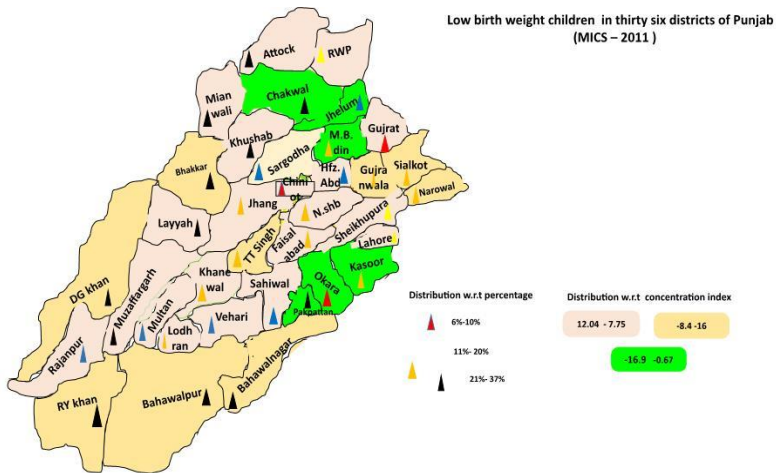 Low birth weight children in thirty six districts of Punjab
(MICS – 2011 )
Attock
RWP
Chakwal
Jhelum
Mian
wali
Khushab
M.B.
din
Gujrat
Sargodha
Bhakkar
Hfz.
Abd
Gujra
nwala
Sialkot
Narowal
Chini
ot
Jhang
N.shb
Sheikhupura
Layyah
Lahore
TT Singh
Faisal
abad
Kasoor
DG khan
Muzaffargarh
Khane
wal
Sahiwal
Okara
Pakpattan
Multan
Vehari
Lodh
ran
Rajanpur
Bahawalnagar
RY khan
Bahawalpur
Distribution w.r.t percentage
6%-10%
11%- 20%
21%- 37%
Distribution w.r.t concentration index
12.04 - 7.75
-8.4 -16
-16.9 -0.67